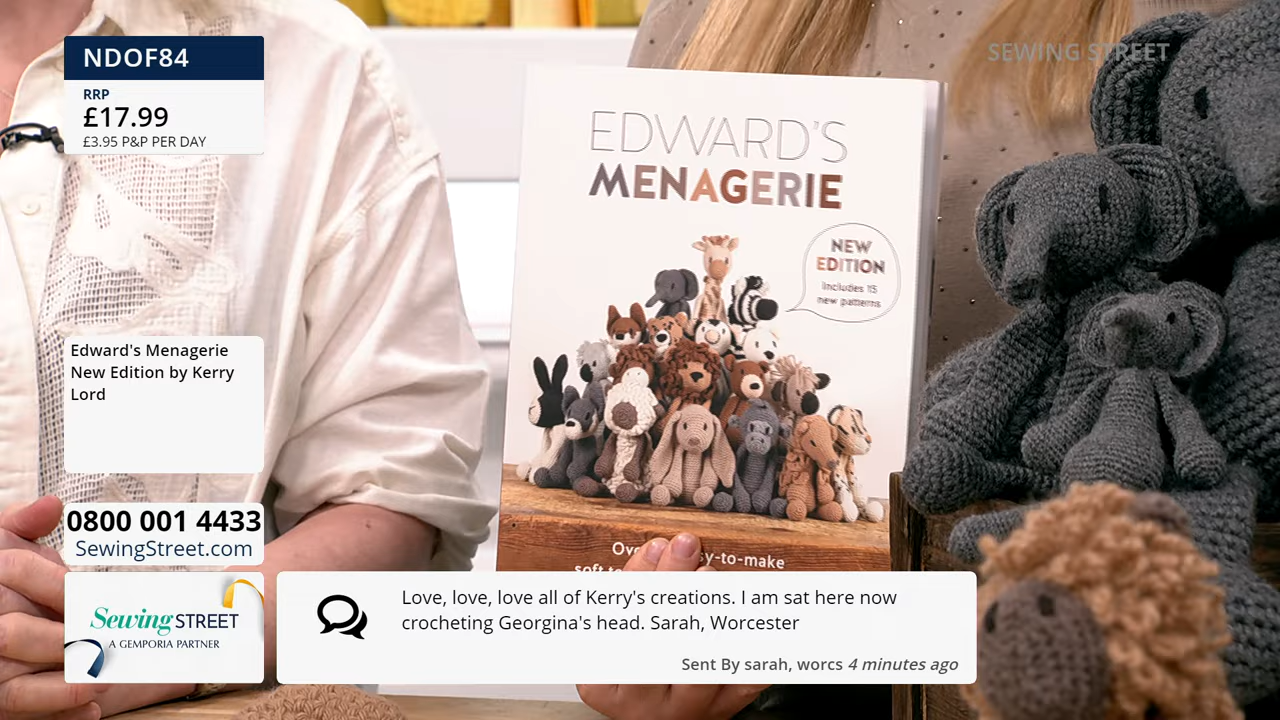 NDOF84
RRP
£17.99
£3.95 P&P PER DAY
SEWING STREET
EDWARD'S
MENAGERIE
NEW
EDITION
includes 15
new patterns
Edward's Menagerie
New Edition by Kerry
Lord
0800 001 4433
SewingStreet.com
Sewing STREET
A GEMPORIA PARTNER
Love, love, love all of Kerry's creations. I am sat here now
crocheting Georgina's head. Sarah, Worcester
Sent By sarah, worcs 4 minutes ago